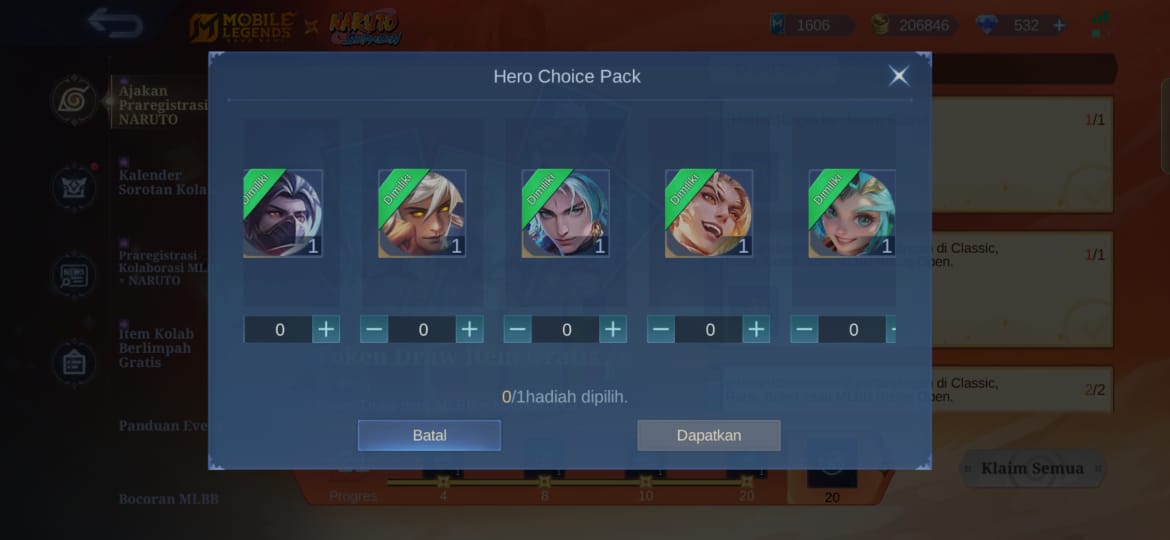 MOBILE
LEGENDS
NARUTO
1606
206846
532
Hero Choice Pack
Ajakan
Praregistrasi
NARUTO
Kalender
Sorotan Kola
Praregistrasi
Kolaborasi ML
× NARUTO
NEWS
Item Kolab
Berlimpah
Gratis
Panduan Eve
Bocoran MLBB
Dimiliki
Dimiliki
Dimiliki
Dimiliki
Dimiliki
1
1
1
1
1
0
0
0
0
0
1/1
di Classic,
1/1
di Classic,
Open.
2/2
0/1hadiah dipilih.
Batal
Dapatkan
Klaim Semua
Progres
4
8
10
20
20